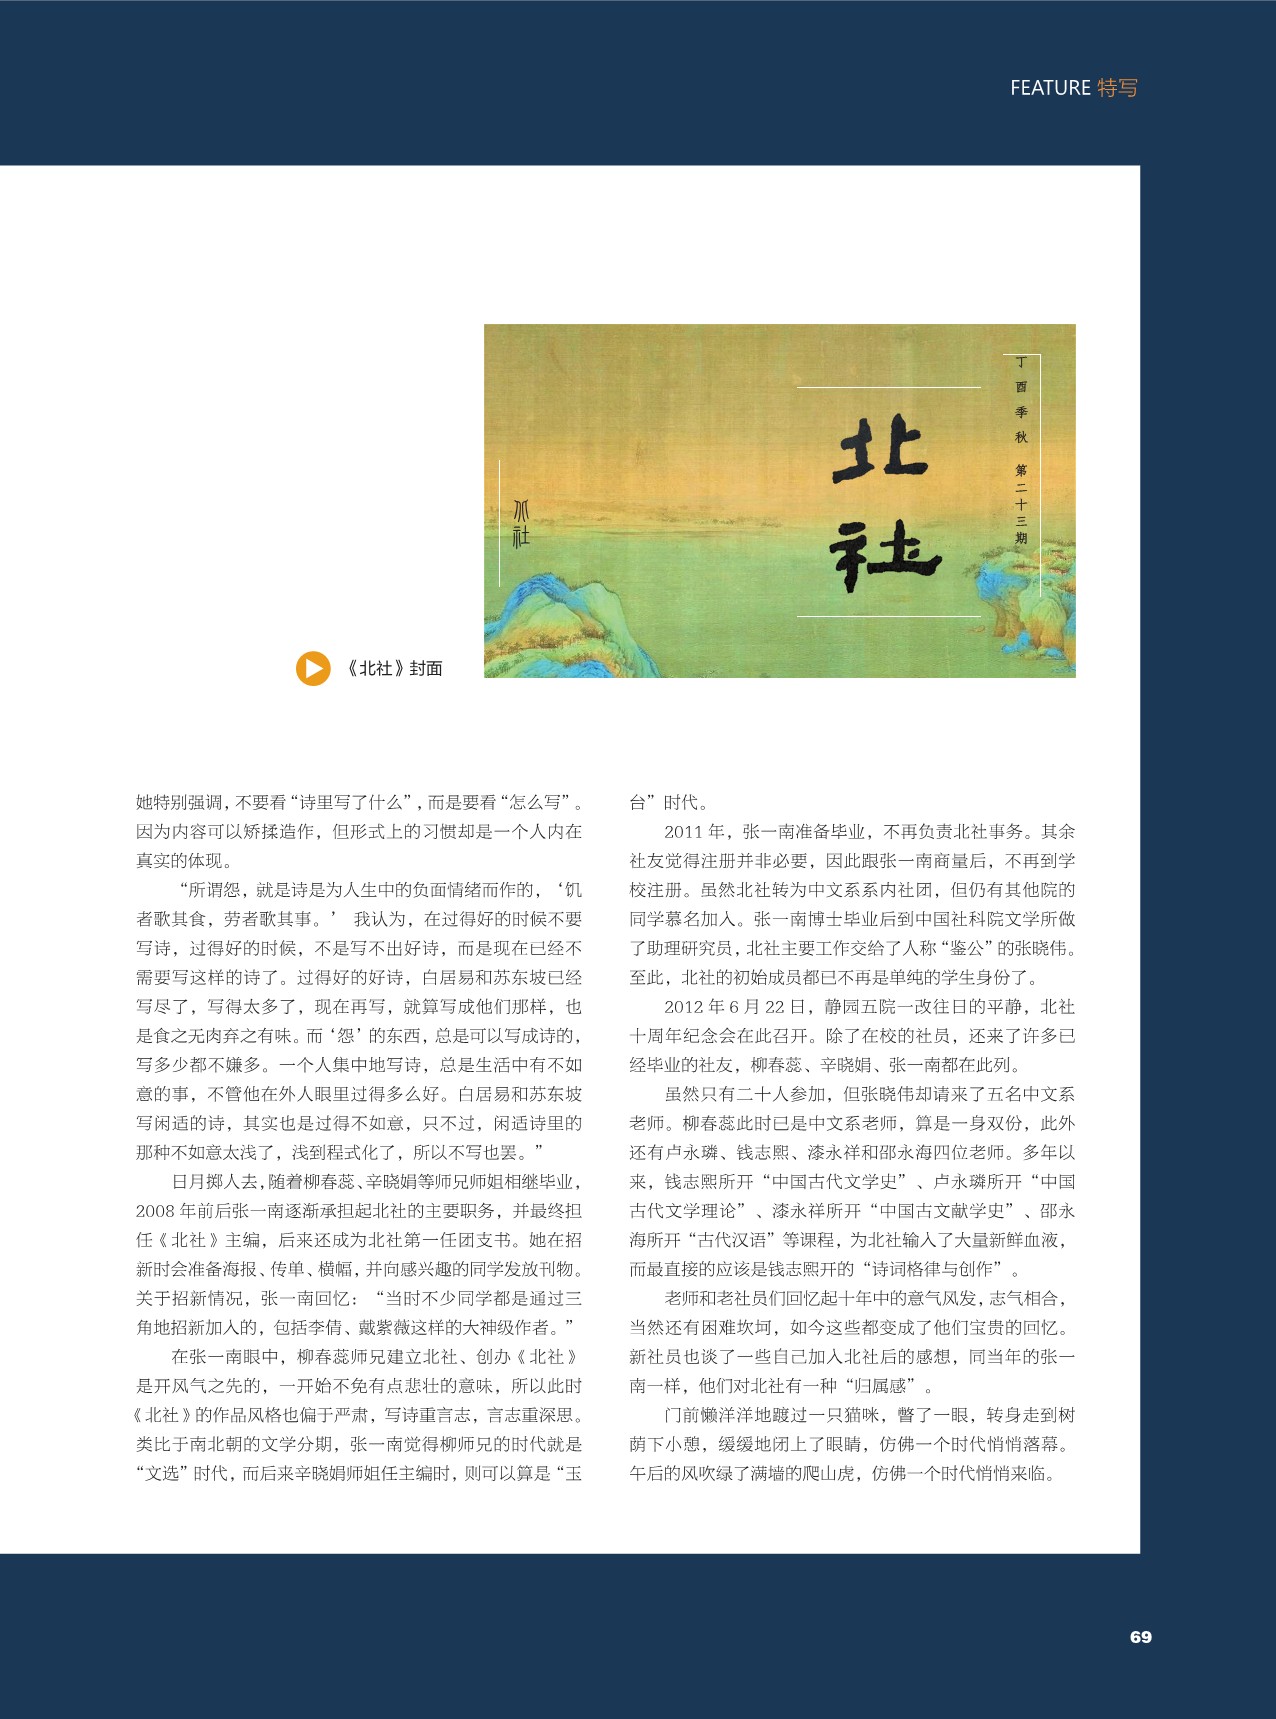 FEATURE 特写
丁酉季秋 第二十三期
北社
北社
《北社》封面
她特别强调，不要看“诗里写了什么”，而是要看“怎么写”。
因为内容可以矫揉造作，但形式上的习惯却是一个人内在
真实的体现。
“所谓怨，就是诗是为人生中的负面情绪而作的，‘饥
者歌其食，劳者歌其事。’ 我认为，在过得好的时候不要
写诗，过得好的时候，不是写不出好诗，而是现在已经不
需要写这样的诗了。过得好的好诗，白居易和苏东坡已经
写尽了，写得太多了，现在再写，就算写成他们那样，也
是食之无肉弃之有味。而‘怨’的东西，总是可以写成诗的，
写多少都不嫌多。一个人集中地写诗，总是生活中有不如
意的事，不管他在外人眼里过得多么好。白居易和苏东坡
写闲适的诗，其实也是过得不如意，只不过，闲适诗里的
那种不如意太浅了，浅到程式化了，所以不写也罢。”
日月掷人去，随着柳春蕊、辛晓娟等师兄师姐相继毕业，
2008 年前后张一南逐渐承担起北社的主要职务，并最终担
任《北社》主编，后来还成为北社第一任团支书。她在招
新时会准备海报、传单、横幅，并向感兴趣的同学发放刊物。
关于招新情况，张一南回忆：“当时不少同学都是通过三
角地招新加入的，包括李倩、戴紫薇这样的大神级作者。”
在张一南眼中，柳春蕊师兄建立北社、创办《北社》
是开风气之先的，一开始不免有点悲壮的意味，所以此时
《北社》的作品风格也偏于严肃，写诗重言志，言志重深思。
类比于南北朝的文学分期，张一南觉得柳师兄的时代就是
“文选”时代，而后来辛晓娟师姐任主编时，则可以算是“玉
台”时代。
2011 年，张一南准备毕业，不再负责北社事务。其余
社友觉得注册并非必要，因此跟张一南商量后，不再到学
校注册。虽然北社转为中文系系内社团，但仍有其他院的
同学慕名加入。张一南博士毕业后到中国社科院文学所做
了助理研究员，北社主要工作交给了人称“鉴公”的张晓伟。
至此，北社的初始成员都已不再是单纯的学生身份了。
2012 年 6 月 22 日，静园五院一改往日的平静，北社
十周年纪念会在此召开。除了在校的社员，还来了许多已
经毕业的社友，柳春蕊、辛晓娟、张一南都在此列。
虽然只有二十人参加，但张晓伟却请来了五名中文系
老师。柳春蕊此时已是中文系老师，算是一身双份，此外
还有卢永璘、钱志熙、漆永祥和邵永海四位老师。多年以
来，钱志熙所开“中国古代文学史”、卢永璘所开“中国
古代文学理论”、漆永祥所开“中国古文献学史”、邵永
海所开“古代汉语”等课程，为北社输入了大量新鲜血液，
而最直接的应该是钱志熙开的“诗词格律与创作”。
老师和老社员们回忆起十年中的意气风发，志气相合，
当然还有困难坎坷，如今这些都变成了他们宝贵的回忆。
新社员也谈了一些自己加入北社后的感想，同当年的张一
南一样，他们对北社有一种“归属感”。
门前懒洋洋地踱过一只猫咪，瞥了一眼，转身走到树
荫下小憩，缓缓地闭上了眼睛，仿佛一个时代悄悄落幕。
午后的风吹绿了满墙的爬山虎，仿佛一个时代悄悄来临。
69